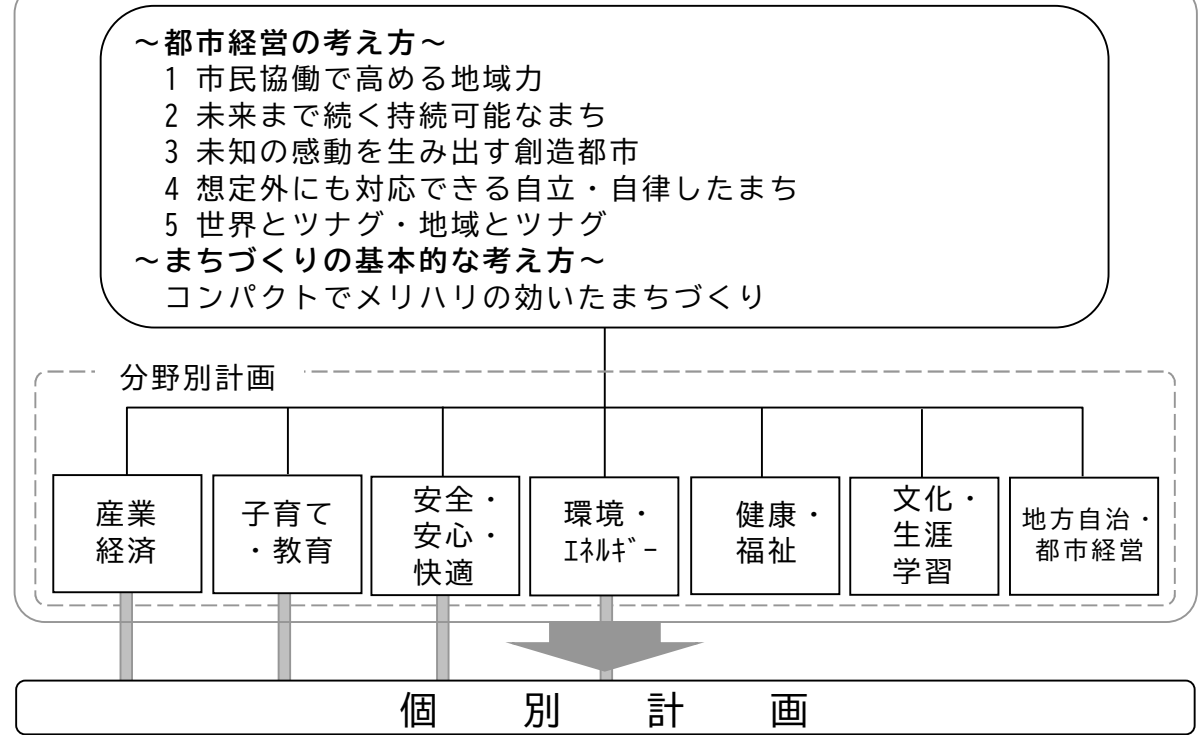 ～都市経営の考え方～
1 市民協働で高める地域力
2 未来まで続く持続可能なまち
3 未知の感動を生み出す創造都市
4 想定外にも対応できる自立・自律したまち
5 世界とツナグ・地域とツナグ
～まちづくりの基本的な考え方～
コンパクトでメリハリの効いたまちづくり
分野別計画
産業
経済
子育て
・教育
安全・
安心・
快適
環境・
ｴﾈﾙｷﾞｰ
健康・
福祉
文化・
生涯
学習
地方自治・
都市経営
個別計画